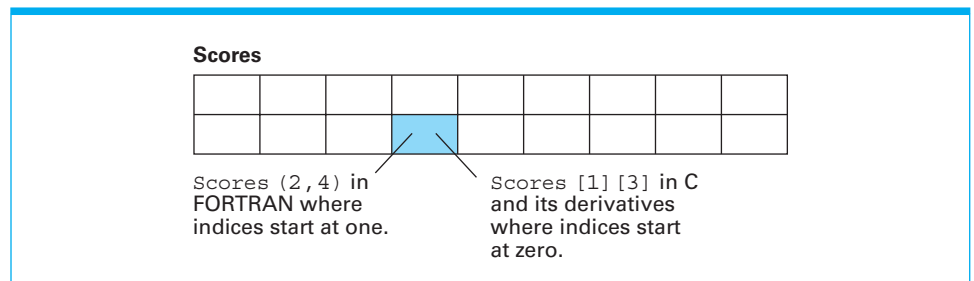 Scores
Scores (2,4) in
FORTRAN where
indices start at one.
Scores [1][3] in C
and its derivatives
where indices start
at zero.